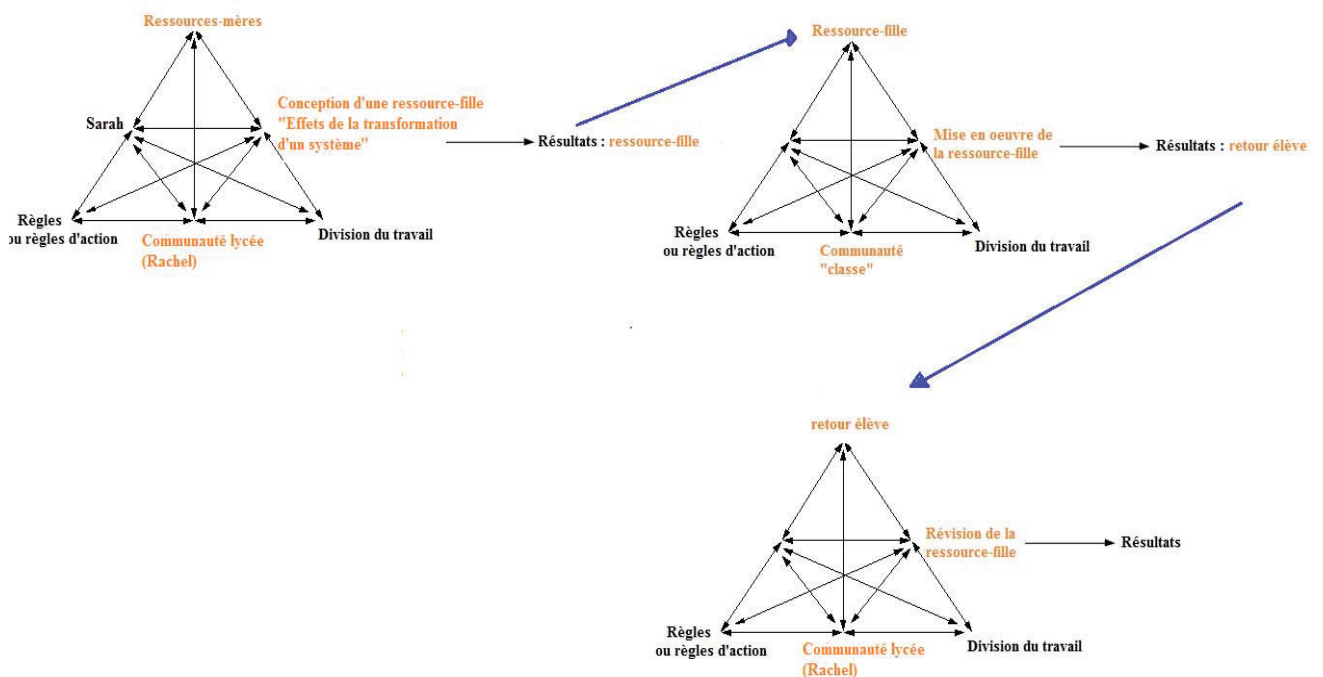 Ressources-mères
Sarah
Conception d'une ressource-fille
"Effets de la transformation
d'un système"
Résultats : ressource-fille
Règles
ou règles d'action
Communauté lycée
(Rachel)
Division du travail
Ressource-fille
Mise en oeuvre de
la ressource-fille
Résultats : retour élève
Règles
ou règles d'action
Communauté
"classe"
Division du travail
retour élève
Révision de la
ressource-fille
Résultats
Règles
ou règles d'action
Communauté lycée
(Rachel)
Division du travail